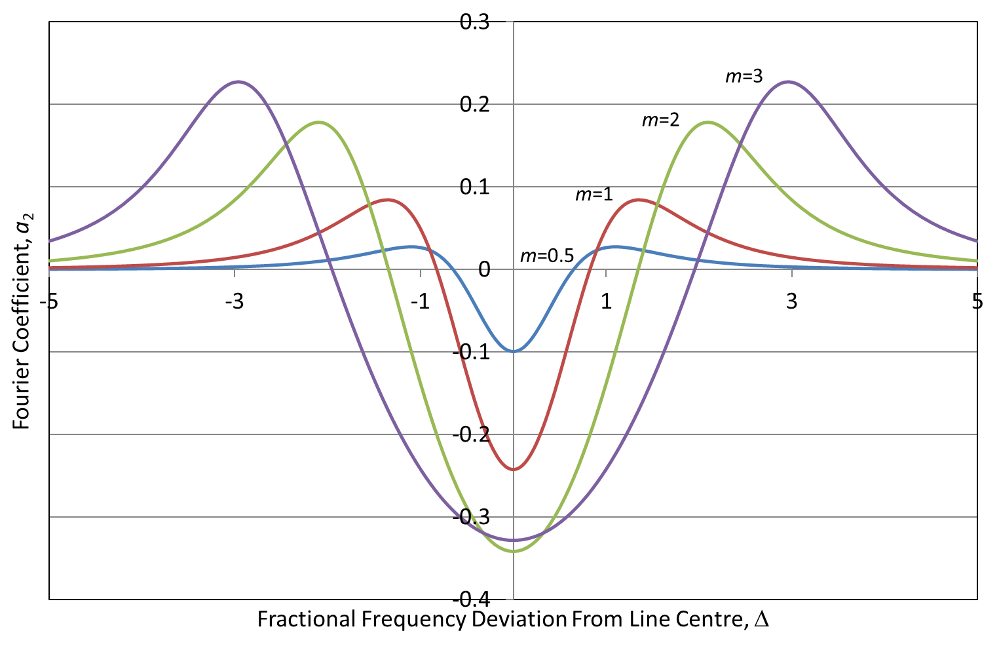 0.3
m=3
0.2
m=2
0.1
m=1
m=0.5
0
-5 -3 -1 1 3 5
-0.1
-0.2
-0.3
-0.4
Fourier Coefficient, a2
Fractional Frequency Deviation From Line Centre, Δ